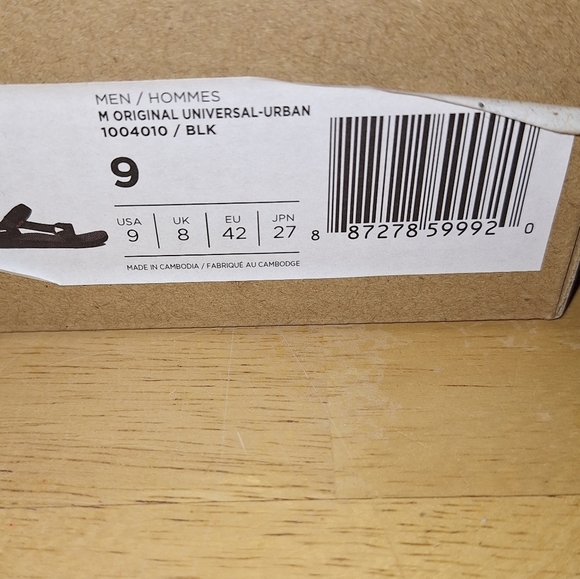 MEN / HOMMES
M ORIGINAL UNIVERSAL-URBAN
1004010 / BLK
9
USA UK EU JPN
9 8 42 27
MADE IN CAMBODIA / FABRIQUÉ AU CAMBODGE
8 87278 59992 0